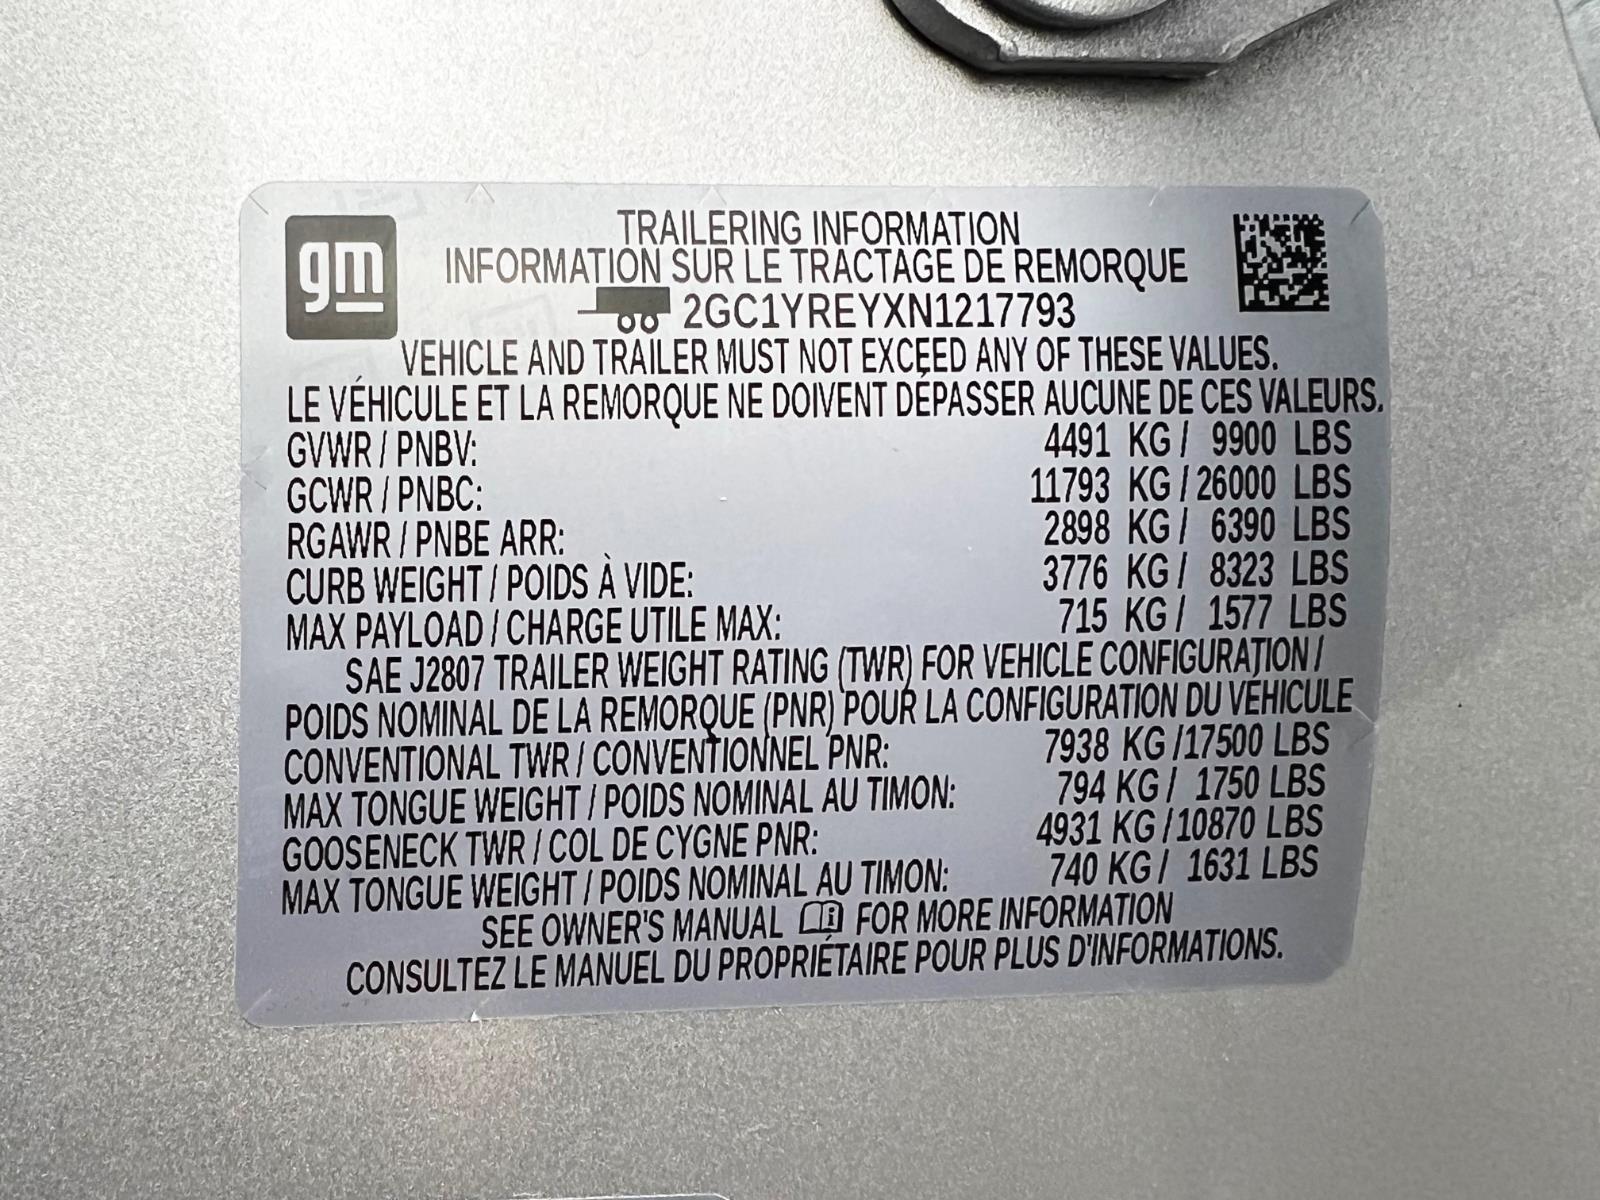 gm
TRAILERING INFORMATION
INFORMATION SUR LE TRACTAGE DE REMORQUE
2GC1YREYXN1217793
VEHICLE AND TRAILER MUST NOT EXCEED ANY OF THESE VALUES.
LE VÉHICULE ET LA REMORQUE NE DOIVENT DÉPASSER AUCUNE DE CES VALEURS.
GVWR / PNBV: 4491 KG / 9900 LBS
GCWR / PNBC: 11793 KG / 26000 LBS
RGAWR / PNBE ARR: 2898 KG / 6390 LBS
CURB WEIGHT / POIDS À VIDE: 3776 KG / 8323 LBS
MAX PAYLOAD / CHARGE UTILE MAX: 715 KG / 1577 LBS
SAE J2807 TRAILER WEIGHT RATING (TWR) FOR VEHICLE CONFIGURATION /
POIDS NOMINAL DE LA REMORQUE (PNR) POUR LA CONFIGURATION DU VÉHICULE
CONVENTIONAL TWR / CONVENTIONNEL PNR: 7938 KG /17500 LBS
MAX TONGUE WEIGHT / POIDS NOMINAL AU TIMON: 794 KG / 1750 LBS
GOOSENECK TWR / COL DE CYGNE PNR: 4931 KG /10870 LBS
MAX TONGUE WEIGHT / POIDS NOMINAL AU TIMON: 740 KG / 1631 LBS
SEE OWNER'S MANUAL i FOR MORE INFORMATION
CONSULTEZ LE MANUEL DU PROPRIÉTAIRE POUR PLUS D'INFORMATIONS.